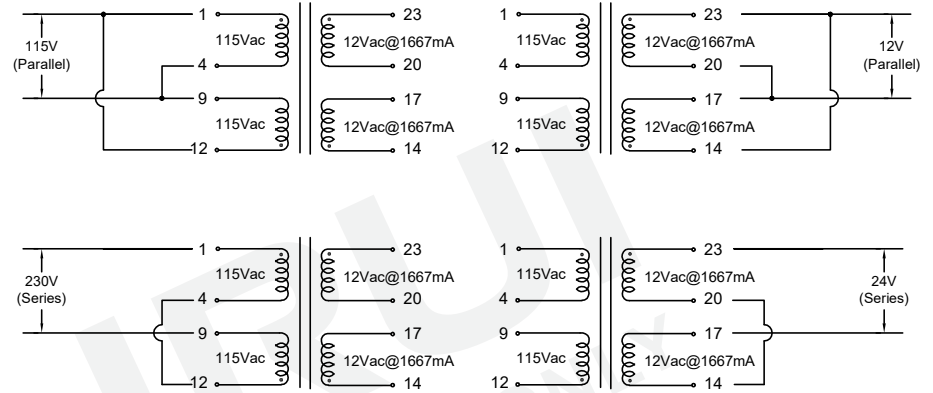 1 23 1 23
115V 115Vac 12Vac@1667mA 115Vac 12Vac@1667mA 12V
(Parallel) 4 20 4 20 (Parallel)
9 17 9 17
115Vac 12Vac@1667mA 115Vac 12Vac@1667mA
12 14 12 14
1 23 1 23
230V 115Vac 12Vac@1667mA 115Vac 12Vac@1667mA 24V
(Series) 4 20 4 20 (Series)
9 17 9 17
115Vac 12Vac@1667mA 115Vac 12Vac@1667mA
12 14 12 14